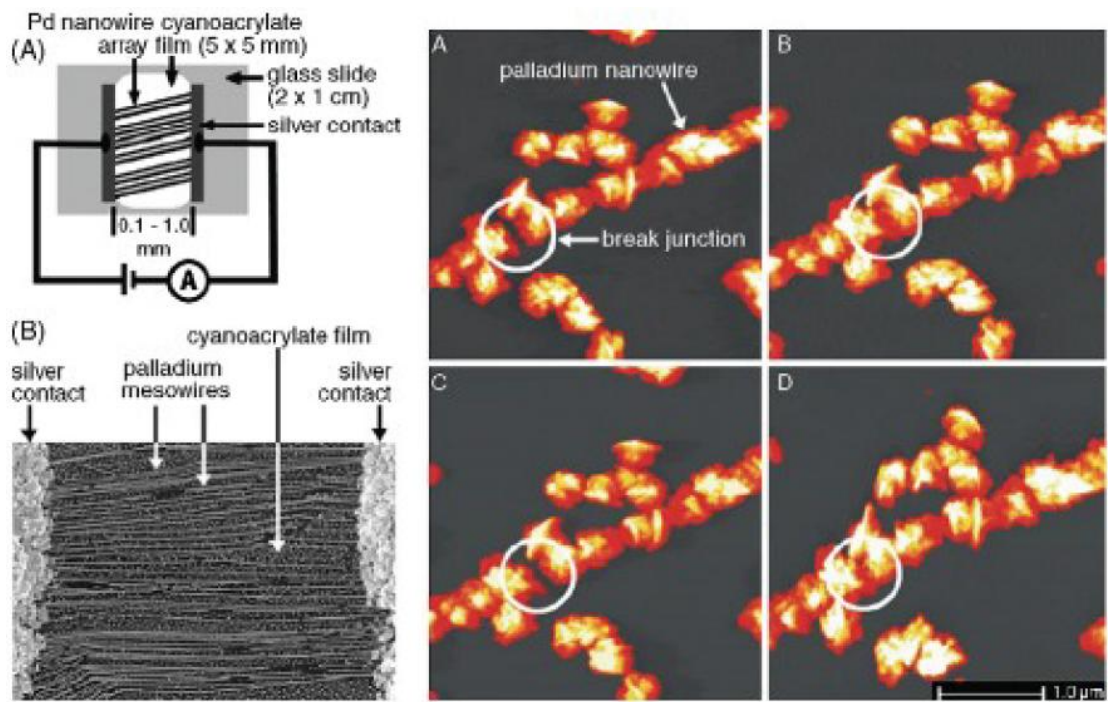 Pd nanowire cyanoacrylate
(A) array film (5 x 5 mm)
glass slide
(2 x 1 cm)
silver contact
0.1 - 1.0
mm
A
(B)
cyanoacrylate film
silver
contact
palladium
mesowires
silver
contact
A
palladium nanowire
break junction
B
C
D
1.0 µm